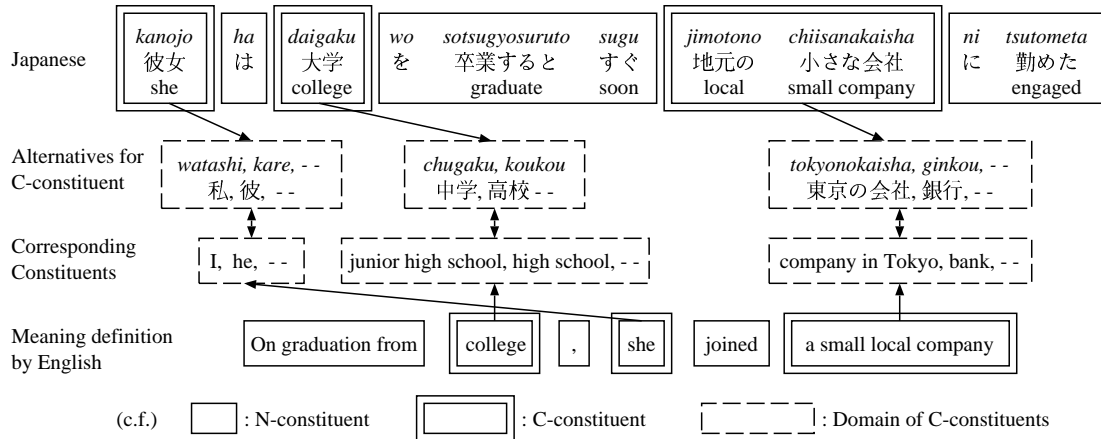 kanojo ha daigaku wo sotsugyosuruto sugu jimotono chiisanakaisha ni tsutometa
Japanese 彼女 は 大学 を 卒業すると すぐ 地元の 小さな会社 に 勤めた
she college graduate soon local small company engaged
Alternatives for watashi, kare, - - chugaku, koukou tokyonokaisha, ginkou, - -
C-constituent 私, 彼, - - 中学, 高校 - - 東京の会社, 銀行, - -
Corresponding
Constituents I, he, - - junior high school, high school, - - company in Tokyo, bank, - -
Meaning definition
by English On graduation from college , she joined a small local company
(c.f.) : N-constituent : C-constituent : Domain of C-constituents